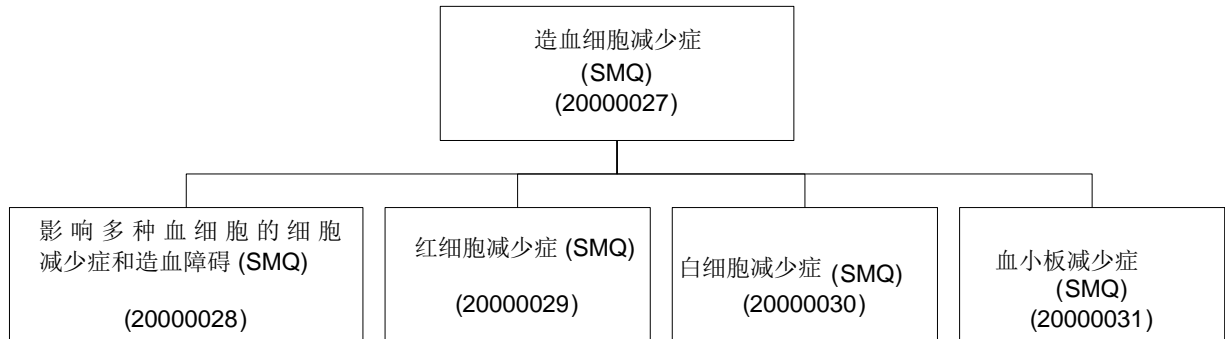 造血细胞减少症
(SMQ)
(20000027)
影响多种血细胞的细胞
减少症和造血障碍 (SMQ)
(20000028)
红细胞减少症 (SMQ)
(20000029)
白细胞减少症 (SMQ)
(20000030)
血小板减少症
(SMQ)
(20000031)